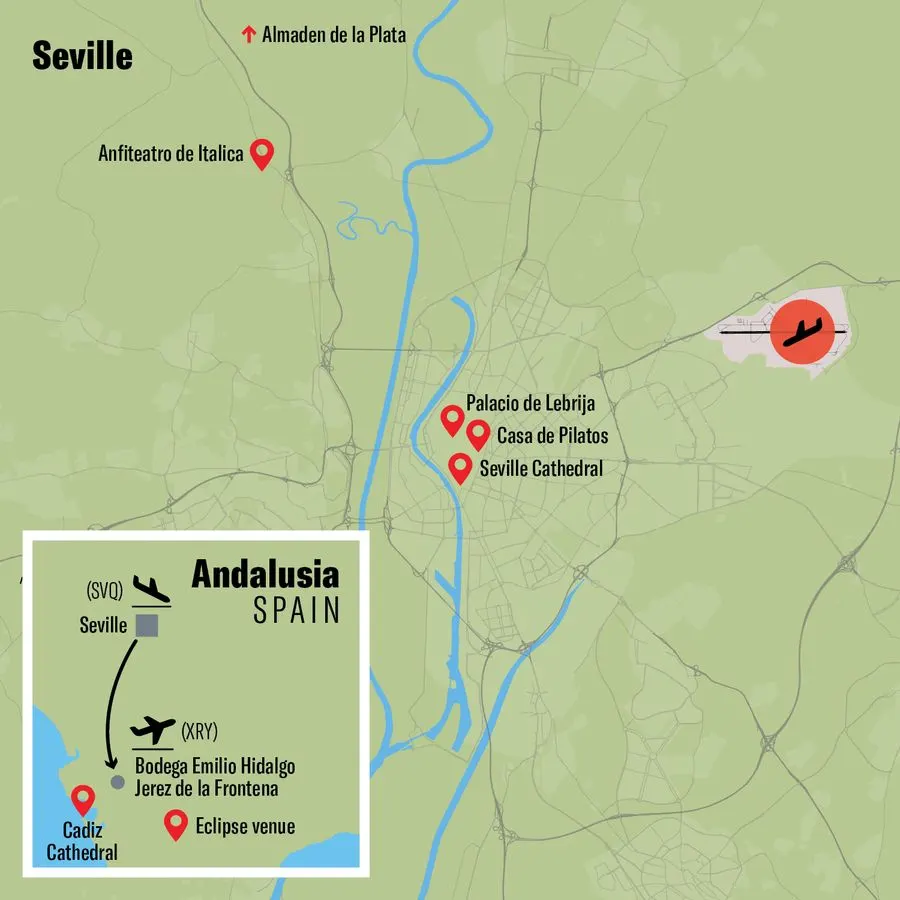 Seville
Almaden de la Plata
Anfiteatro de Italica
Palacio de Lebrija
Casa de Pilatos
Seville Cathedral
Andalusia
SPAIN
(SVQ)
Seville
(XRY)
Bodega Emilio Hidalgo
Jerez de la Frontena
Cadiz
Cathedral
Eclipse venue